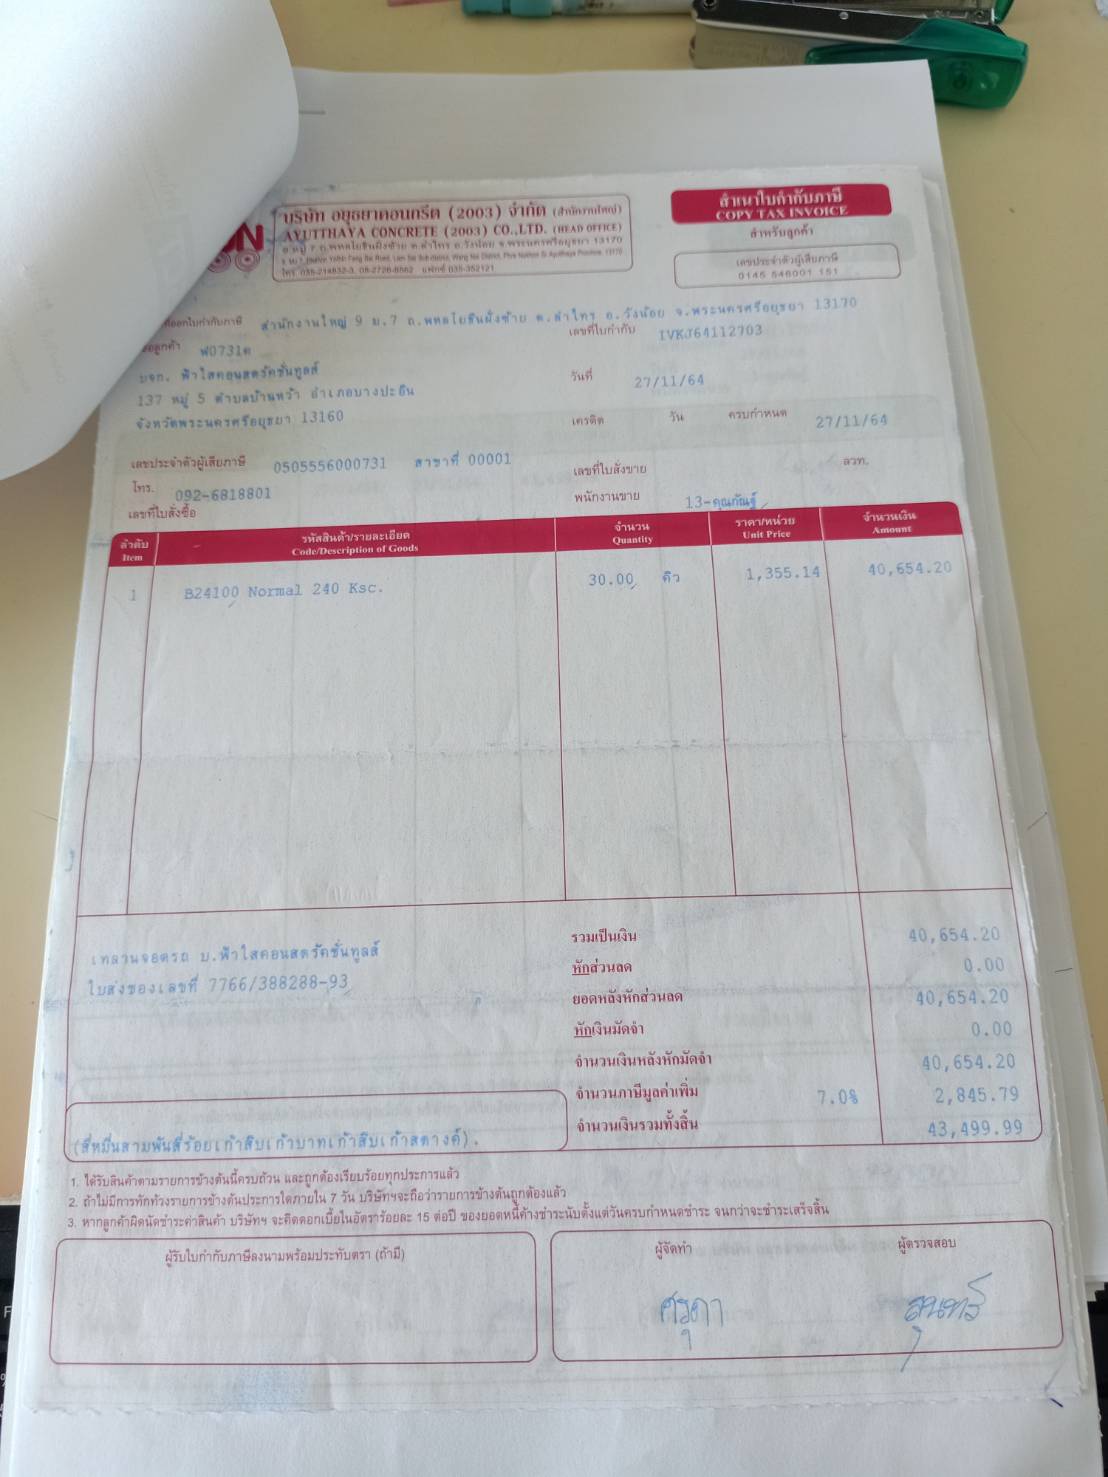 บริษัท อยุธยาคอนกรีต (2003) จำกัด (สำนักงานใหญ่)
AYUTTHAYA CONCRETE (2003) CO.,LTD. (HEAD OFFICE)
9 หมู่ 7 ถ.พหลโยธินฝั่งซ้าย ต.ลำไทร อ.วังน้อย จ.พระนครศรีอยุธยา 13170
โทร. 035-214832-3, 08-2726-8862 แฟกซ์ 035-352121
สำเนาใบกำกับภาษี
COPY TAX INVOICE
สำหรับลูกค้า
เลขประจำตัวผู้เสียภาษี
0145 546001 151
ออกใบกำกับภาษี สำนักงานใหญ่ 9 ม.7 ถ.พหลโยธินฝั่งซ้าย ต.ลำไทร อ.วังน้อย จ.พระนครศรีอยุธยา 13170
ลูกค้า ฟ0731ค เลขที่ใบกำกับ IVKJ64112703
บจก. ฟ้าใสคอนสตรัคชั่นทูลส์
วันที่ 27/11/64
137 หมู่ 5 ตำบลบ้านหว้า อำเภอบางปะอิน
จังหวัดพระนครศรีอยุธยา 13160
เครดิต วัน ครบกำหนด 27/11/64
เลขประจำตัวผู้เสียภาษี 0505556000731 สาขาที่ 00001
เลขที่ใบสั่งขาย ลวท.
โทร. 092-6818801
พนักงานขาย 13-คุณกัณฐ์
เลขที่ใบสั่งซื้อ
ลำดับ รหัสสินค้า/รายละเอียด จำนวน ราคา/หน่วย จำนวนเงิน
Item Code/Description of Goods Quantity Unit Price Amount
1 B24100 Normal 240 Ksc. 30.00 คิว 1,355.14 40,654.20
เทลานจอดรถ บ.ฟ้าใสคอนสตรัคชั่นทูลส์
ใบส่งของเลขที่ 7766/388288-93
รวมเป็นเงิน 40,654.20
หักส่วนลด 0.00
ยอดหลังหักส่วนลด 40,654.20
หักเงินมัดจำ 0.00
จำนวนเงินหลังหักมัดจำ 40,654.20
จำนวนภาษีมูลค่าเพิ่ม 7.0% 2,845.79
จำนวนเงินรวมทั้งสิ้น 43,499.99
(สี่หมื่นสามพันสี่ร้อยเก้าสิบเก้าบาทเก้าสิบเก้าสตางค์).
1. ได้รับสินค้าตามรายการข้างต้นนี้ครบถ้วน และถูกต้องเรียบร้อยทุกประการแล้ว
2. ถ้าไม่มีการทักท้วงรายการข้างต้นประการใดภายใน 7 วัน บริษัทฯจะถือว่ารายการข้างต้นถูกต้องแล้ว
3. หากลูกค้าผิดนัดชำระค่าสินค้า บริษัทฯ จะคิดดอกเบี้ยในอัตราร้อยละ 15 ต่อปี ของยอดหนี้ค้างชำระนับตั้งแต่วันครบกำหนดชำระ จนกว่าจะชำระเสร็จสิ้น
ผู้รับใบกำกับภาษีลงนามพร้อมประทับตรา (ถ้ามี)
ผู้จัดทำ ผู้ตรวจสอบ